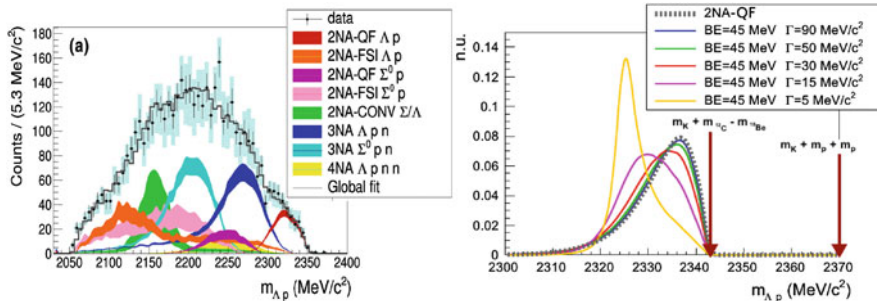 (a)
data
2NA-QF Λ p
2NA-FSI Λ p
2NA-QF Σ⁰ p
2NA-FSI Σ⁰ p
2NA-CONV Σ/Λ
3NA Λ p n
3NA Σ⁰ p n
4NA Λ p n n
Global fit
Counts / (5.3 MeV/c²)
180
160
140
120
100
80
60
40
20
0
2050 2100 2150 2200 2250 2300 2350 2400
m_Λp (MeV/c²)
2NA-QF
BE=45 MeV Γ=90 MeV/c²
BE=45 MeV Γ=50 MeV/c²
BE=45 MeV Γ=30 MeV/c²
BE=45 MeV Γ=15 MeV/c²
BE=45 MeV Γ=5 MeV/c²
n.u.
0.14
0.12
0.1
0.08
0.06
0.04
0.02
0
m_K + m_C - m_Be
m_K + m_p + m_p
2300 2310 2320 2330 2340 2350 2360 2370
m_Λp (MeV/c²)